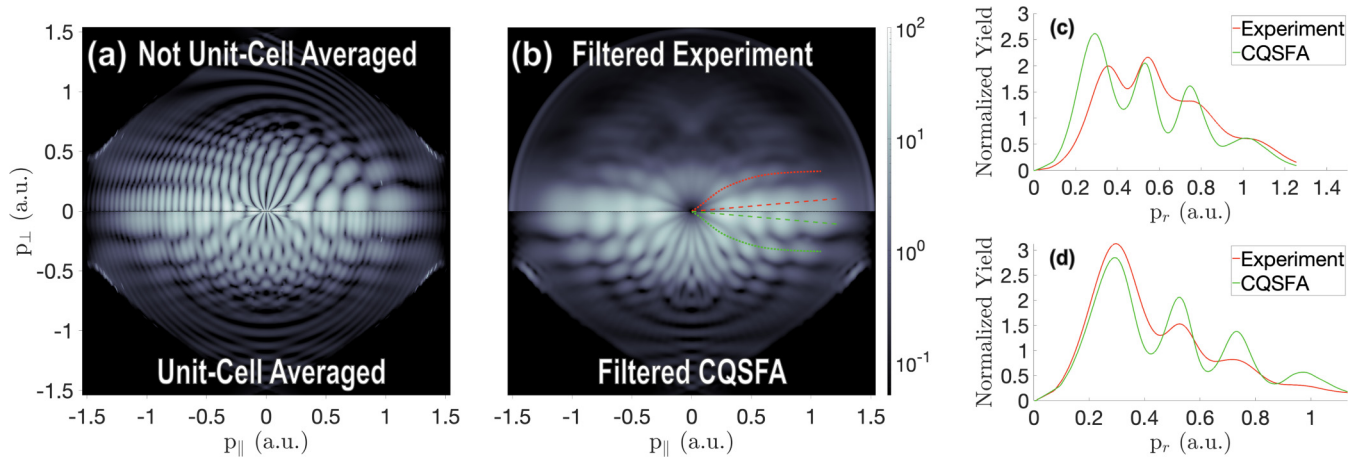 (a) Not Unit-Cell Averaged
Unit-Cell Averaged
1.5
1
0.5
0
-0.5
-1
-1.5
p⊥ (a.u.)
-1.5 -1 -0.5 0 0.5 1 1.5
p∥ (a.u.)
(b) Filtered Experiment
Filtered CQSFA
-1.5 -1 -0.5 0 0.5 1 1.5
p∥ (a.u.)
10²
10¹
10⁰
10⁻¹
(c)
Experiment
CQSFA
Normalized Yield
3
2.5
2
1.5
1
0.5
0
0 0.2 0.4 0.6 0.8 1 1.2 1.4
pᵣ (a.u.)
(d)
Experiment
CQSFA
Normalized Yield
3
2.5
2
1.5
1
0.5
0
0 0.2 0.4 0.6 0.8 1
pᵣ (a.u.)